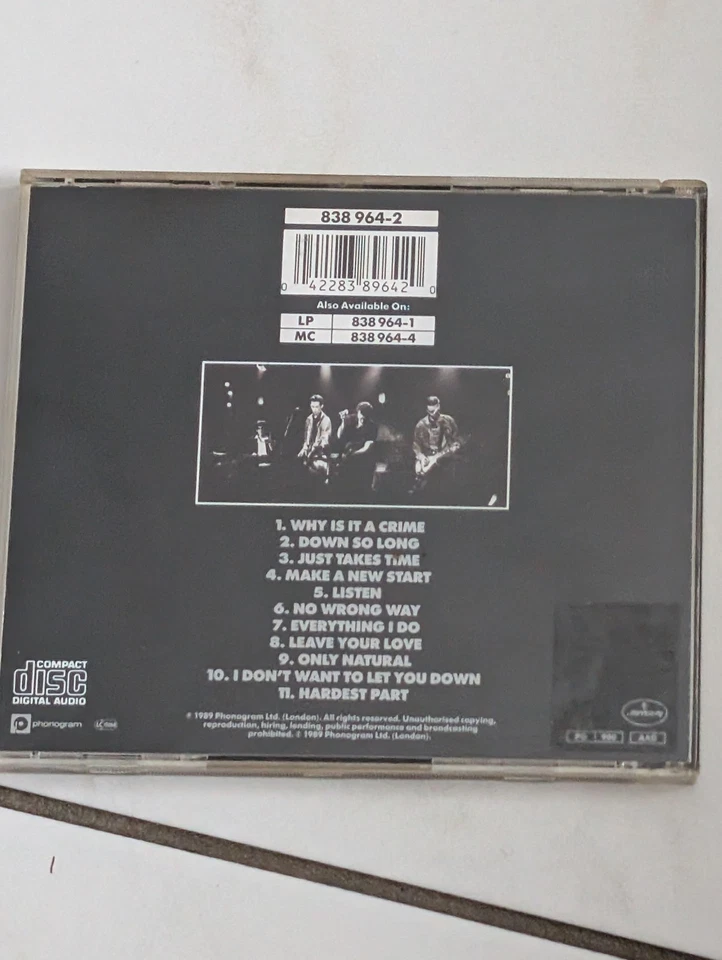 838 964-2
0 42283 89642 0
Also Available On:
LP 838 964-1
MC 838 964-4
1. WHY IS IT A CRIME
2. DOWN SO LONG
3. JUST TAKES TIME
4. MAKE A NEW START
5. LISTEN
6. NO WRONG WAY
7. EVERYTHING I DO
8. LEAVE YOUR LOVE
9. ONLY NATURAL
10. I DON'T WANT TO LET YOU DOWN
11. HARDEST PART
COMPACT
disc
DIGITAL AUDIO
phonogram
℗ 1989 Phonogram Ltd. (London). All rights reserved. Unauthorised copying,
reproduction, hiring, lending, public performance and broadcasting
prohibited. © 1989 Phonogram Ltd. (London).
mercury
AAD